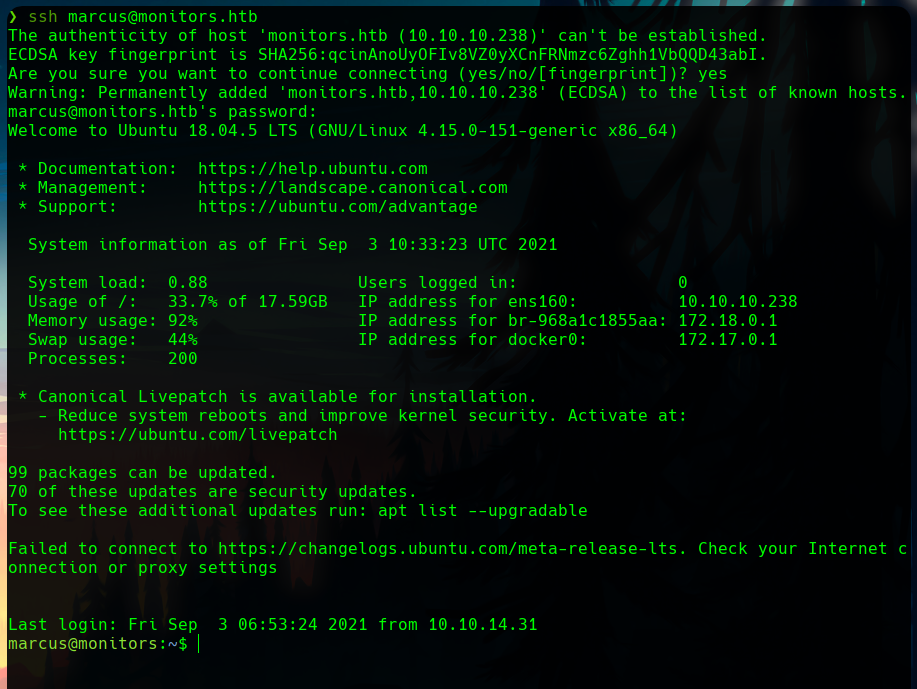 ❯ ssh marcus@monitors.htb
The authenticity of host 'monitors.htb (10.10.10.238)' can't be established.
ECDSA key fingerprint is SHA256:qcinAnoUyOFIv8VZ0yXCnFRNmzc6Zghh1VbQQD43abI.
Are you sure you want to continue connecting (yes/no/[fingerprint])? yes
Warning: Permanently added 'monitors.htb,10.10.10.238' (ECDSA) to the list of known hosts.
marcus@monitors.htb's password:
Welcome to Ubuntu 18.04.5 LTS (GNU/Linux 4.15.0-151-generic x86_64)
 * Documentation:  https://help.ubuntu.com
 * Management:     https://landscape.canonical.com
 * Support:        https://ubuntu.com/advantage
  System information as of Fri Sep  3 10:33:23 UTC 2021
  System load:  0.88               Users logged in:                0
  Usage of /:   33.7% of 17.59GB   IP address for ens160:          10.10.10.238
  Memory usage: 92%                IP address for br-968a1c1855aa: 172.18.0.1
  Swap usage:   44%                IP address for docker0:         172.17.0.1
  Processes:    200
 * Canonical Livepatch is available for installation.
   - Reduce system reboots and improve kernel security. Activate at:
     https://ubuntu.com/livepatch
99 packages can be updated.
70 of these updates are security updates.
To see these additional updates run: apt list --upgradable
Failed to connect to https://changelogs.ubuntu.com/meta-release-lts. Check your Internet c
onnection or proxy settings
Last login: Fri Sep  3 06:53:24 2021 from 10.10.14.31
marcus@monitors:~$